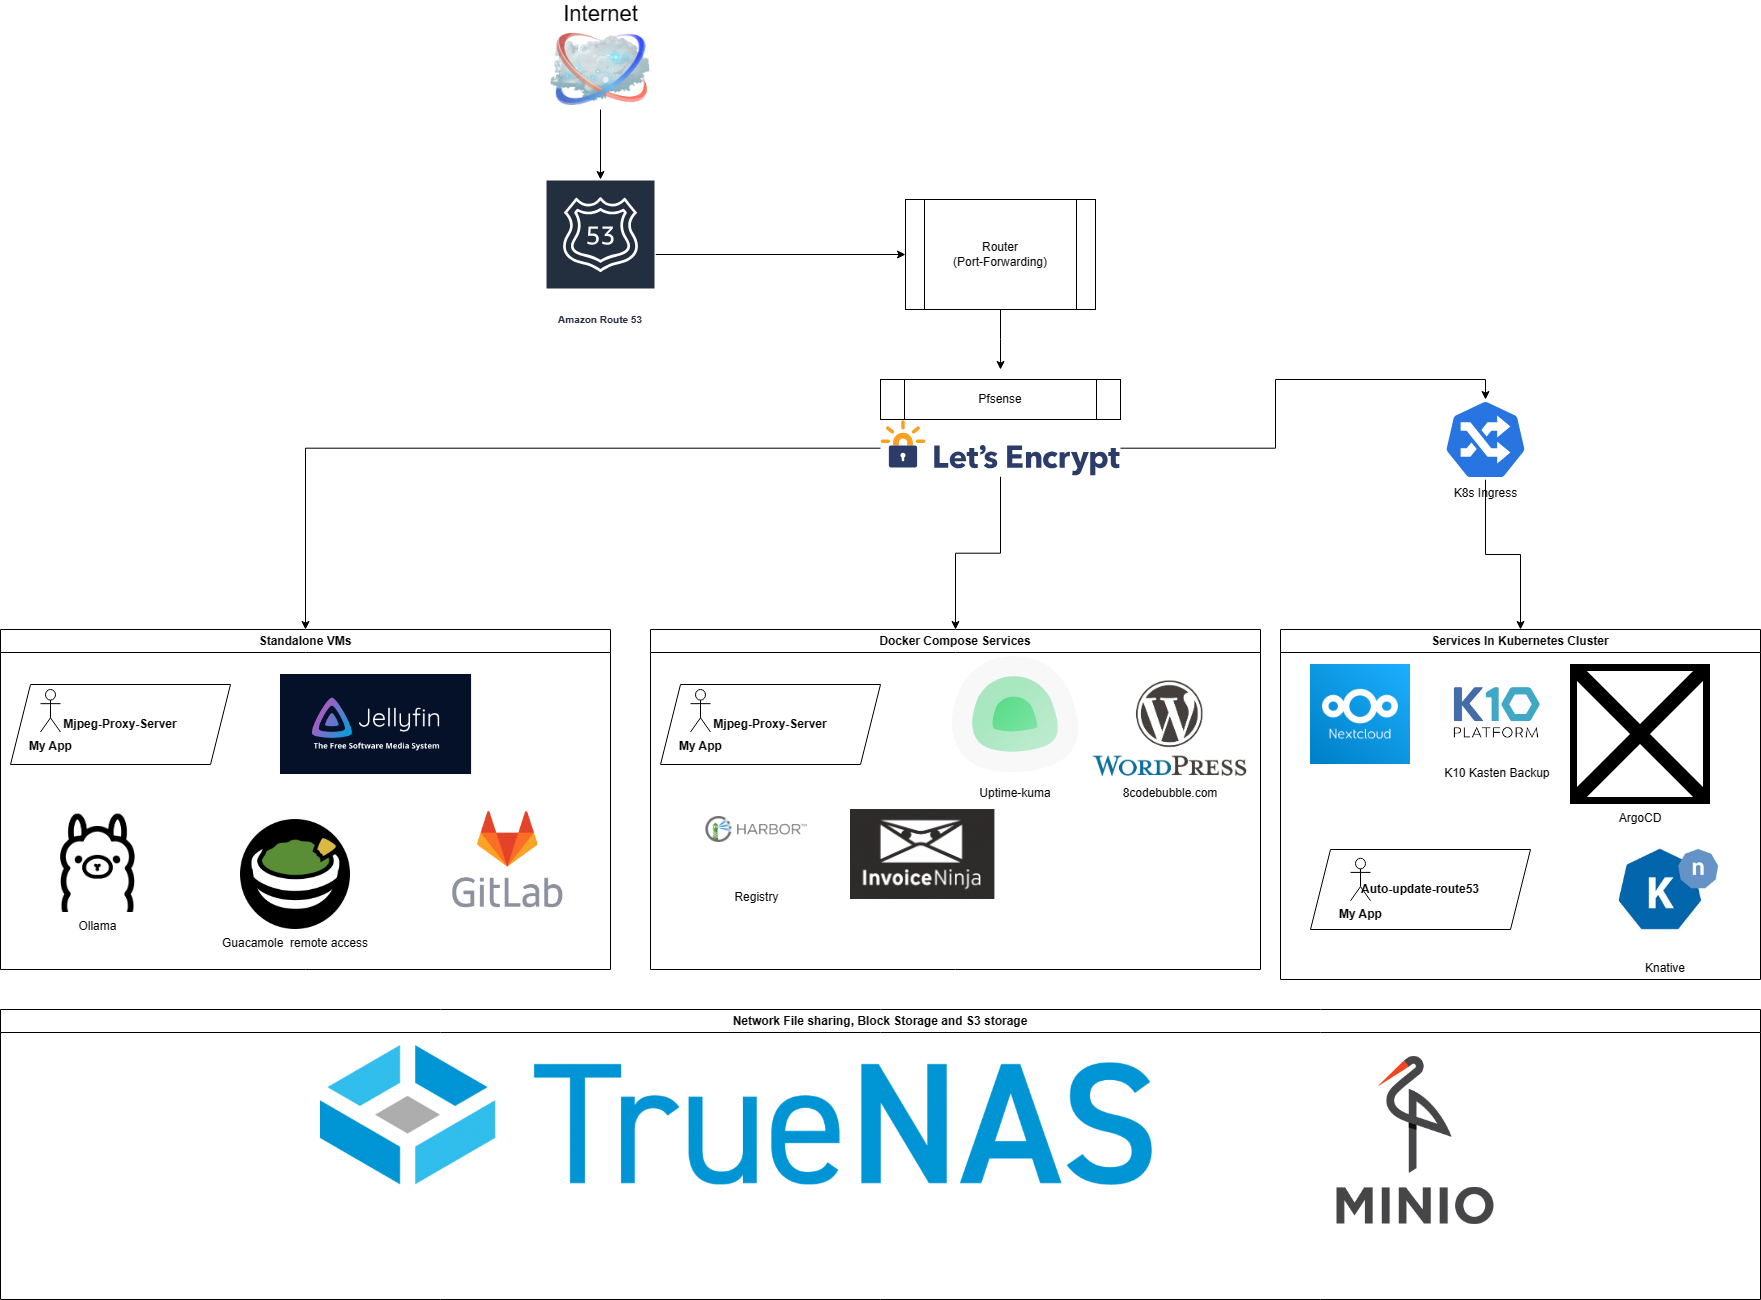 Internet
53
Amazon Route 53
Router
(Port-Forwarding)
Pfsense
Let's Encrypt
K8s Ingress
Standalone VMs
Mjpeg-Proxy-Server
My App
Jellyfin
The Free Software Media System
Ollama
Guacamole  remote access
GitLab
Docker Compose Services
Mjpeg-Proxy-Server
My App
Uptime-kuma
WORDPRESS
8codebubble.com
HARBOR™
Registry
InvoiceNinja
Services In Kubernetes Cluster
Nextcloud
K10
PLATFORM
K10 Kasten Backup
ArgoCD
Auto-update-route53
My App
K
n
Knative
Network File sharing, Block Storage and S3 storage
TrueNAS
MINIO